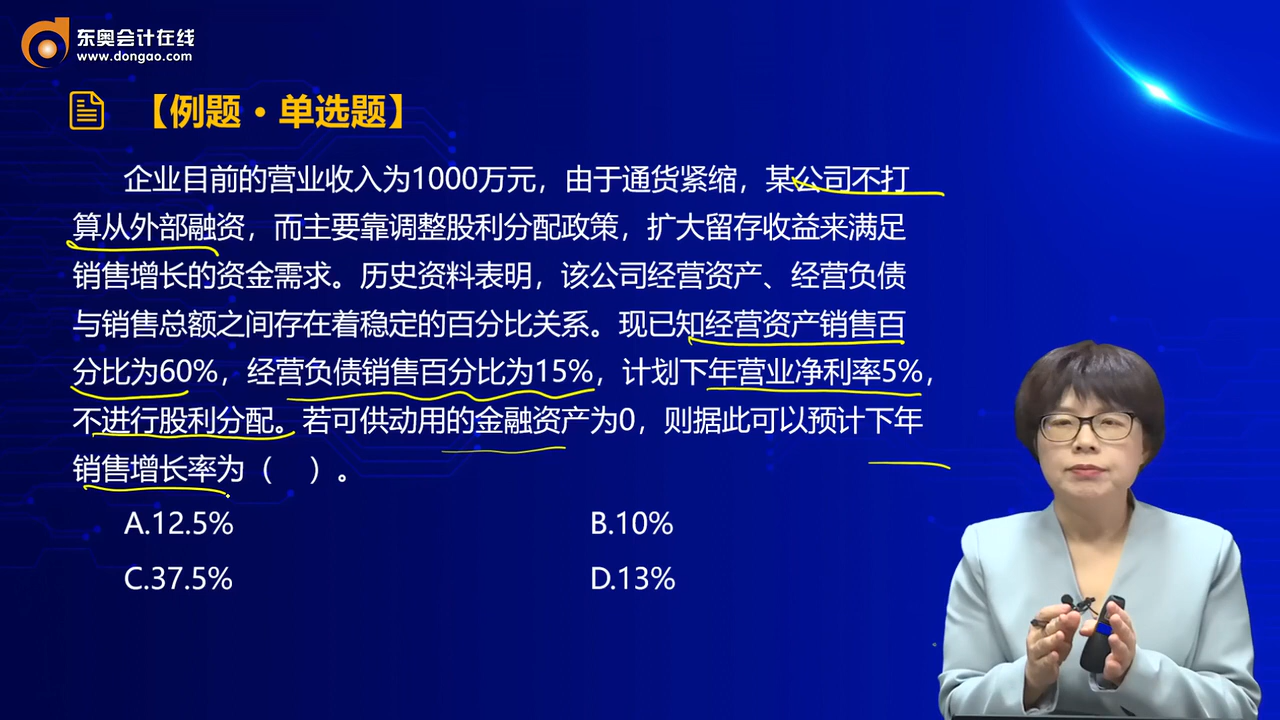 东奥会计在线
www.dongao.com
【例题·单选题】
企业目前的营业收入为1000万元，由于通货紧缩，某公司不打
算从外部融资，而主要靠调整股利分配政策，扩大留存收益来满足
销售增长的资金需求。历史资料表明，该公司经营资产、经营负债
与销售总额之间存在着稳定的百分比关系。现已知经营资产销售百
分比为60%，经营负债销售百分比为15%，计划下年营业净利率5%，
不进行股利分配。若可供动用的金融资产为0，则据此可以预计下年
销售增长率为（ ）。
A.12.5% B.10%
C.37.5% D.13%